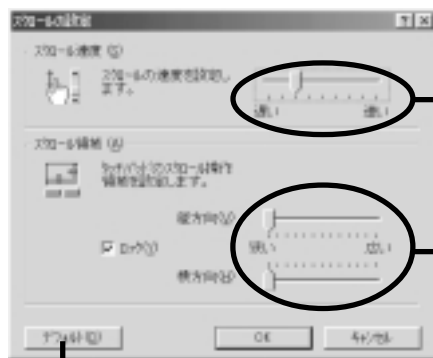 スクロールの設定
スクロール速度 (S)
スクロールの速度を設定し
ます。
遅い 速い
スクロール領域 (A)
タッチパッドのスクロール操作
領域を設定します。
縦方向(V)
狭い 広い
ロック(Y)
横方向(H)
デフォルト(D) OK キャンセル